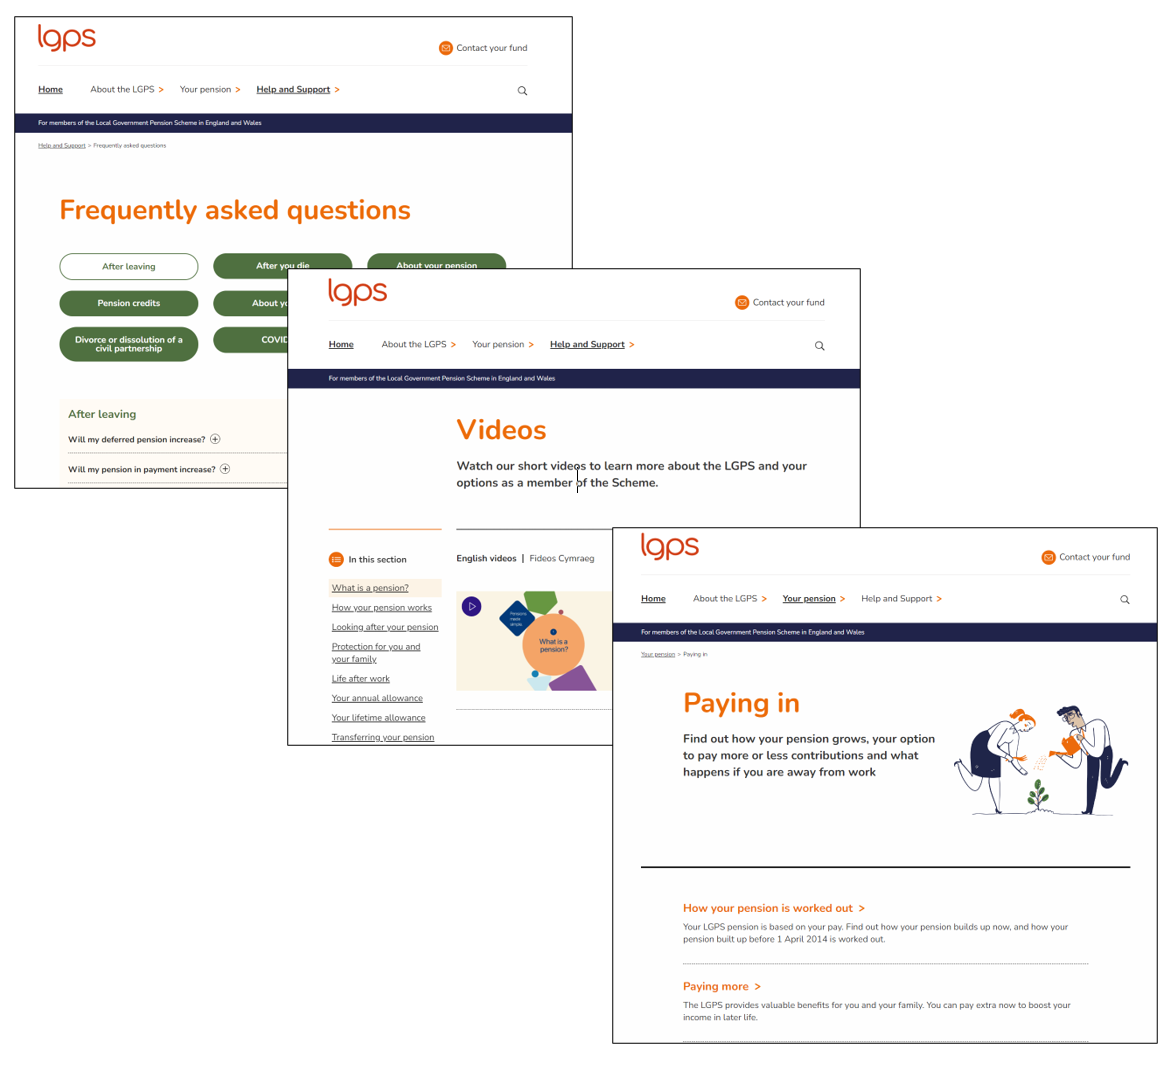 lgps
Contact your fund
Home About the LGPS > Your pension > Help and Support >
For members of the Local Government Pension Scheme in England and Wales
Help and Support > Frequently asked questions
Frequently asked questions
After leaving After you die About your pension
Pension credits About yo
Divorce or dissolution of a
civil partnership
COVID
After leaving
Will my deferred pension increase?
Will my pension in payment increase?
lgps
Contact your fund
Home About the LGPS > Your pension > Help and Support >
For members of the Local Government Pension Scheme in England and Wales
Videos
Watch our short videos to learn more about the LGPS and your
options as a member of the Scheme.
In this section
What is a pension?
How your pension works
Looking after your pension
Protection for you and
your family
Life after work
Your annual allowance
Your lifetime allowance
Transferring your pension
English videos | Fideos Cymraeg
Pensions
made
simple
What is a
pension?
lgps
Contact your fund
Home About the LGPS > Your pension > Help and Support >
For members of the Local Government Pension Scheme in England and Wales
Your pension > Paying in
Paying in
Find out how your pension grows, your option
to pay more or less contributions and what
happens if you are away from work
How your pension is worked out >
Your LGPS pension is based on your pay. Find out how your pension builds up now, and how your
pension built up before 1 April 2014 is worked out.
Paying more >
The LGPS provides valuable benefits for you and your family. You can pay extra now to boost your
income in later life.